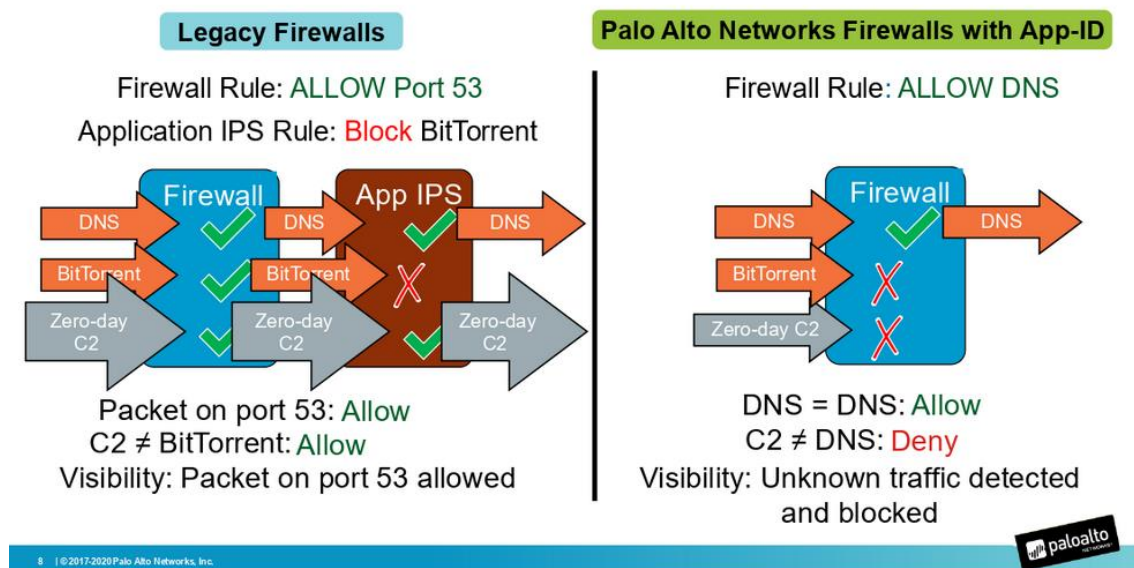 Legacy Firewalls
Firewall Rule: ALLOW Port 53
Application IPS Rule: Block BitTorrent
Firewall
App IPS
DNS
DNS
DNS
BitTorrent
BitTorrent
Zero-day
C2
Zero-day
C2
Zero-day
C2
Packet on port 53: Allow
C2 ≠ BitTorrent: Allow
Visibility: Packet on port 53 allowed
Palo Alto Networks Firewalls with App-ID
Firewall Rule: ALLOW DNS
Firewall
DNS
DNS
BitTorrent
Zero-day C2
DNS = DNS: Allow
C2 ≠ DNS: Deny
Visibility: Unknown traffic detected
and blocked
8 | ©2017-2020 Palo Alto Networks, Inc.
paloalto
NETWORKS